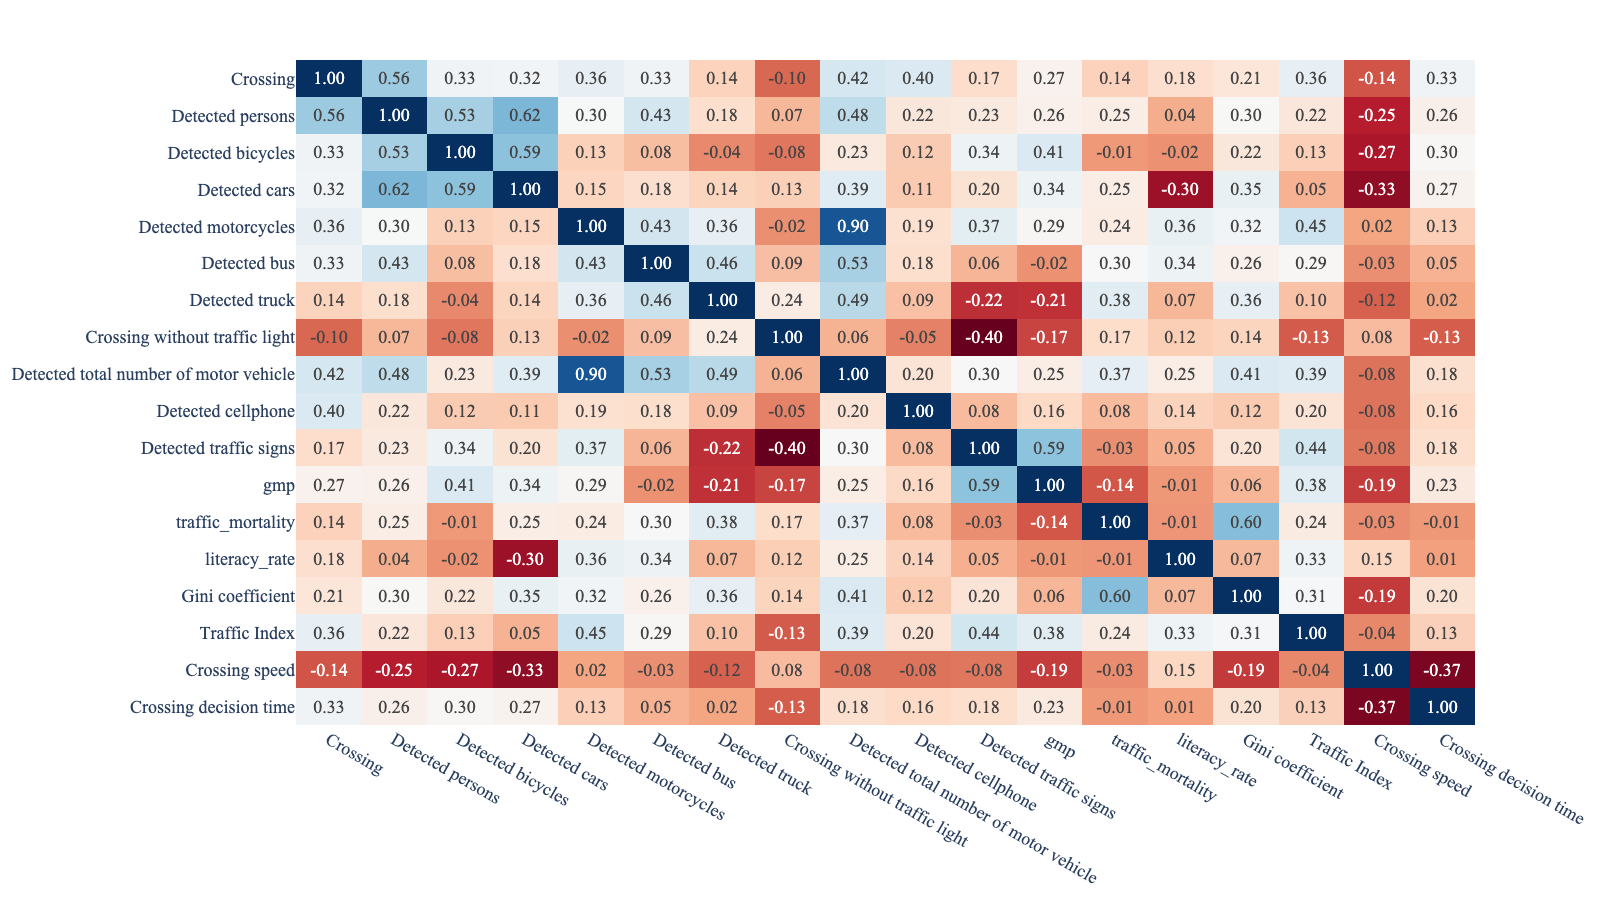 Crossing 1.00 0.56 0.33 0.32 0.36 0.33 0.14 -0.10 0.42 0.40 0.17 0.27 0.14 0.18 0.21 0.36 -0.14 0.33
Detected persons 0.56 1.00 0.53 0.62 0.30 0.43 0.18 0.07 0.48 0.22 0.23 0.26 0.25 0.04 0.30 0.22 -0.25 0.26
Detected bicycles 0.33 0.53 1.00 0.59 0.13 0.08 -0.04 -0.08 0.23 0.12 0.34 0.41 -0.01 -0.02 0.22 0.13 -0.27 0.30
Detected cars 0.32 0.62 0.59 1.00 0.15 0.18 0.14 0.13 0.39 0.11 0.20 0.34 0.25 -0.30 0.35 0.05 -0.33 0.27
Detected motorcycles 0.36 0.30 0.13 0.15 1.00 0.43 0.36 -0.02 0.90 0.19 0.37 0.29 0.24 0.36 0.32 0.45 0.02 0.13
Detected bus 0.33 0.43 0.08 0.18 0.43 1.00 0.46 0.09 0.53 0.18 0.06 -0.02 0.30 0.34 0.26 0.29 -0.03 0.05
Detected truck 0.14 0.18 -0.04 0.14 0.36 0.46 1.00 0.24 0.49 0.09 -0.22 -0.21 0.38 0.07 0.36 0.10 -0.12 0.02
Crossing without traffic light -0.10 0.07 -0.08 0.13 -0.02 0.09 0.24 1.00 0.06 -0.05 -0.40 -0.17 0.17 0.12 0.14 -0.13 0.08 -0.13
Detected total number of motor vehicle 0.42 0.48 0.23 0.39 0.90 0.53 0.49 0.06 1.00 0.20 0.30 0.25 0.37 0.25 0.41 0.39 -0.08 0.18
Detected cellphone 0.40 0.22 0.12 0.11 0.19 0.18 0.09 -0.05 0.20 1.00 0.08 0.16 0.08 0.14 0.12 0.20 -0.08 0.16
Detected traffic signs 0.17 0.23 0.34 0.20 0.37 0.06 -0.22 -0.40 0.30 0.08 1.00 0.59 -0.03 0.05 0.20 0.44 -0.08 0.18
gmp 0.27 0.26 0.41 0.34 0.29 -0.02 -0.21 -0.17 0.25 0.16 0.59 1.00 -0.14 -0.01 0.06 0.38 -0.19 0.23
traffic_mortality 0.14 0.25 -0.01 0.25 0.24 0.30 0.38 0.17 0.37 0.08 -0.03 -0.14 1.00 -0.01 0.60 0.24 -0.03 -0.01
literacy_rate 0.18 0.04 -0.02 -0.30 0.36 0.34 0.07 0.12 0.25 0.14 0.05 -0.01 -0.01 1.00 0.07 0.33 0.15 0.01
Gini coefficient 0.21 0.30 0.22 0.35 0.32 0.26 0.36 0.14 0.41 0.12 0.20 0.06 0.60 0.07 1.00 0.31 -0.19 0.20
Traffic Index 0.36 0.22 0.13 0.05 0.45 0.29 0.10 -0.13 0.39 0.20 0.44 0.38 0.24 0.33 0.31 1.00 -0.04 0.13
Crossing speed -0.14 -0.25 -0.27 -0.33 0.02 -0.03 -0.12 0.08 -0.08 -0.08 -0.08 -0.19 -0.03 0.15 -0.19 -0.04 1.00 -0.37
Crossing decision time 0.33 0.26 0.30 0.27 0.13 0.05 0.02 -0.13 0.18 0.16 0.18 0.23 -0.01 0.01 0.20 0.13 -0.37 1.00
Crossing
Detected persons
Detected bicycles
Detected cars
Detected motorcycles
Detected bus
Detected truck
Crossing without traffic light
Detected total number of motor vehicle
Detected cellphone
Detected traffic signs
gmp
traffic_mortality
literacy_rate
Gini coefficient
Traffic Index
Crossing speed
Crossing decision time